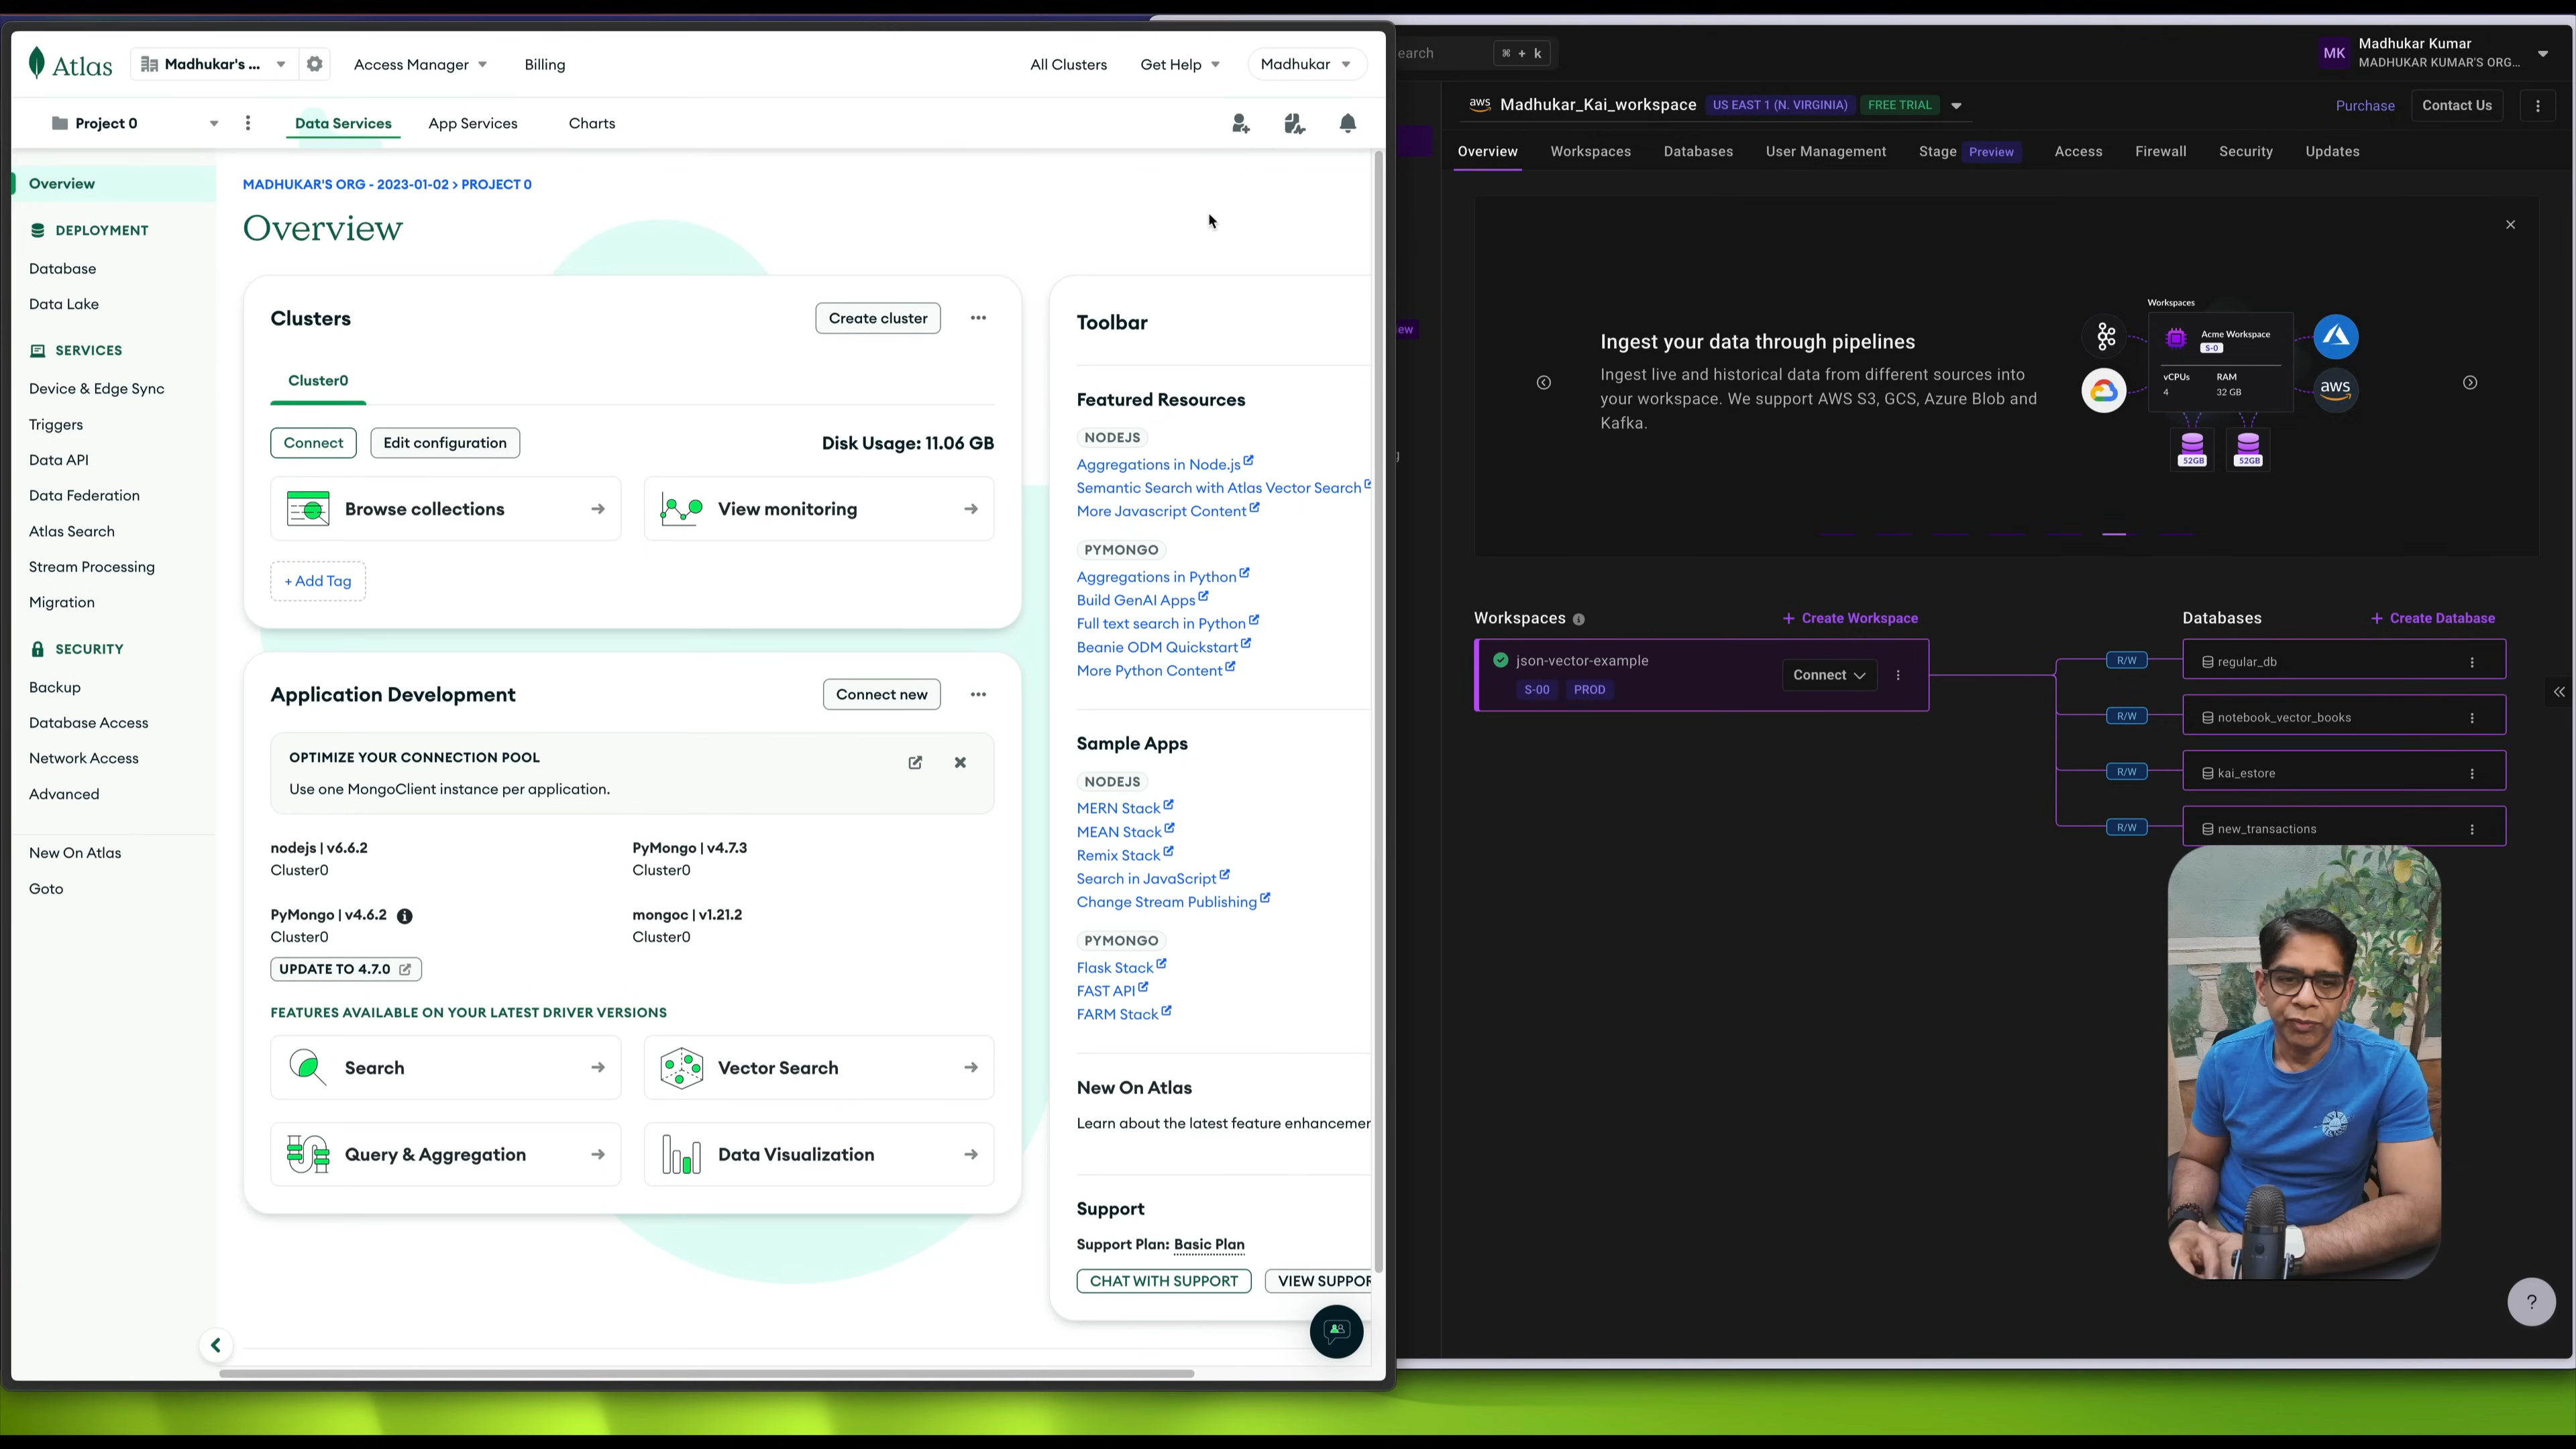 Atlas
Madhukar's ...
Access Manager
Billing
All Clusters
Get Help
Madhukar
Project 0
Data Services
App Services
Charts
Overview
DEPLOYMENT
Database
Data Lake
SERVICES
Device & Edge Sync
Triggers
Data API
Data Federation
Atlas Search
Stream Processing
Migration
SECURITY
Backup
Database Access
Network Access
Advanced
New On Atlas
Goto
MADHUKAR'S ORG - 2023-01-02 > PROJECT 0
Overview
Clusters
Create cluster
Cluster0
Connect
Edit configuration
Disk Usage: 11.06 GB
Browse collections
View monitoring
+ Add Tag
Application Development
Connect new
OPTIMIZE YOUR CONNECTION POOL
Use one MongoClient instance per application.
nodejs | v6.6.2
Cluster0
PyMongo | v4.7.3
Cluster0
PyMongo | v4.6.2
Cluster0
UPDATE TO 4.7.0
mongoc | v1.21.2
Cluster0
FEATURES AVAILABLE ON YOUR LATEST DRIVER VERSIONS
Search
Vector Search
Query & Aggregation
Data Visualization
Toolbar
Featured Resources
NODEJS
Aggregations in Node.js
Semantic Search with Atlas Vector Search
More Javascript Content
PYMONGO
Aggregations in Python
Build GenAI Apps
Full text search in Python
Beanie ODM Quickstart
More Python Content
Sample Apps
NODEJS
MERN Stack
MEAN Stack
Remix Stack
Search in JavaScript
Change Stream Publishing
PYMONGO
Flask Stack
FAST API
FARM Stack
New On Atlas
Learn about the latest feature enhancemer
Support
Support Plan: Basic Plan
CHAT WITH SUPPORT
VIEW SUPPOR
earch
⌘ + k
MK
Madhukar Kumar
MADHUKAR KUMAR'S ORG...
aws
Madhukar_Kai_workspace
US EAST 1 (N. VIRGINIA)
FREE TRIAL
Purchase
Contact Us
Overview
Workspaces
Databases
User Management
Stage
Preview
Access
Firewall
Security
Updates
ew
g
Ingest your data through pipelines
Ingest live and historical data from different sources into
your workspace. We support AWS S3, GCS, Azure Blob and
Kafka.
Workspaces
Acme Workspace
S-0
vCPUs
4
RAM
32 GB
aws
52GB
52GB
Workspaces
+ Create Workspace
json-vector-example
S-00
PROD
Connect
Databases
+ Create Database
R/W
regular_db
R/W
notebook_vector_books
R/W
kai_estore
R/W
new_transactions
?